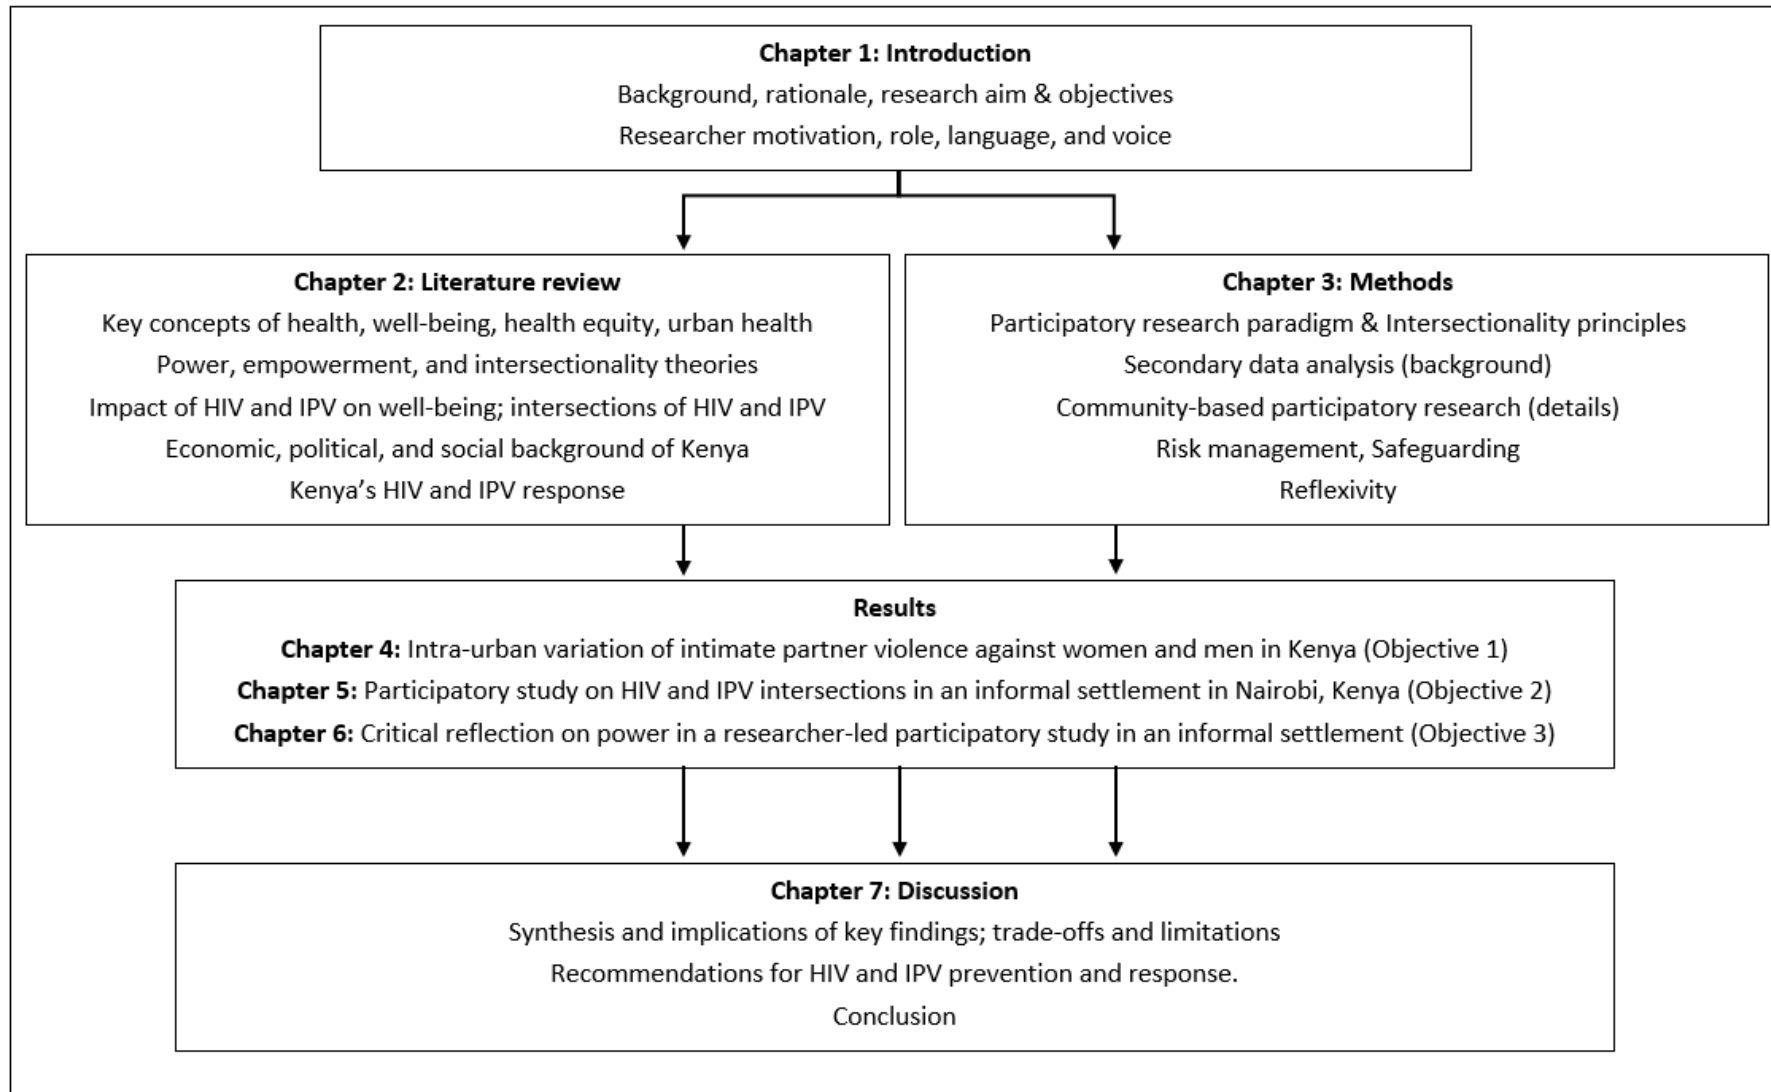 Chapter 1: Introduction
Background, rationale, research aim & objectives
Researcher motivation, role, language, and voice
Chapter 2: Literature review
Key concepts of health, well-being, health equity, urban health
Power, empowerment, and intersectionality theories
Impact of HIV and IPV on well-being; intersections of HIV and IPV
Economic, political, and social background of Kenya
Kenya’s HIV and IPV response
Chapter 3: Methods
Participatory research paradigm & Intersectionality principles
Secondary data analysis (background)
Community-based participatory research (details)
Risk management, Safeguarding
Reflexivity
Results
Chapter 4: Intra-urban variation of intimate partner violence against women and men in Kenya (Objective 1)
Chapter 5: Participatory study on HIV and IPV intersections in an informal settlement in Nairobi, Kenya (Objective 2)
Chapter 6: Critical reflection on power in a researcher-led participatory study in an informal settlement (Objective 3)
Chapter 7: Discussion
Synthesis and implications of key findings; trade-offs and limitations
Recommendations for HIV and IPV prevention and response.
Conclusion